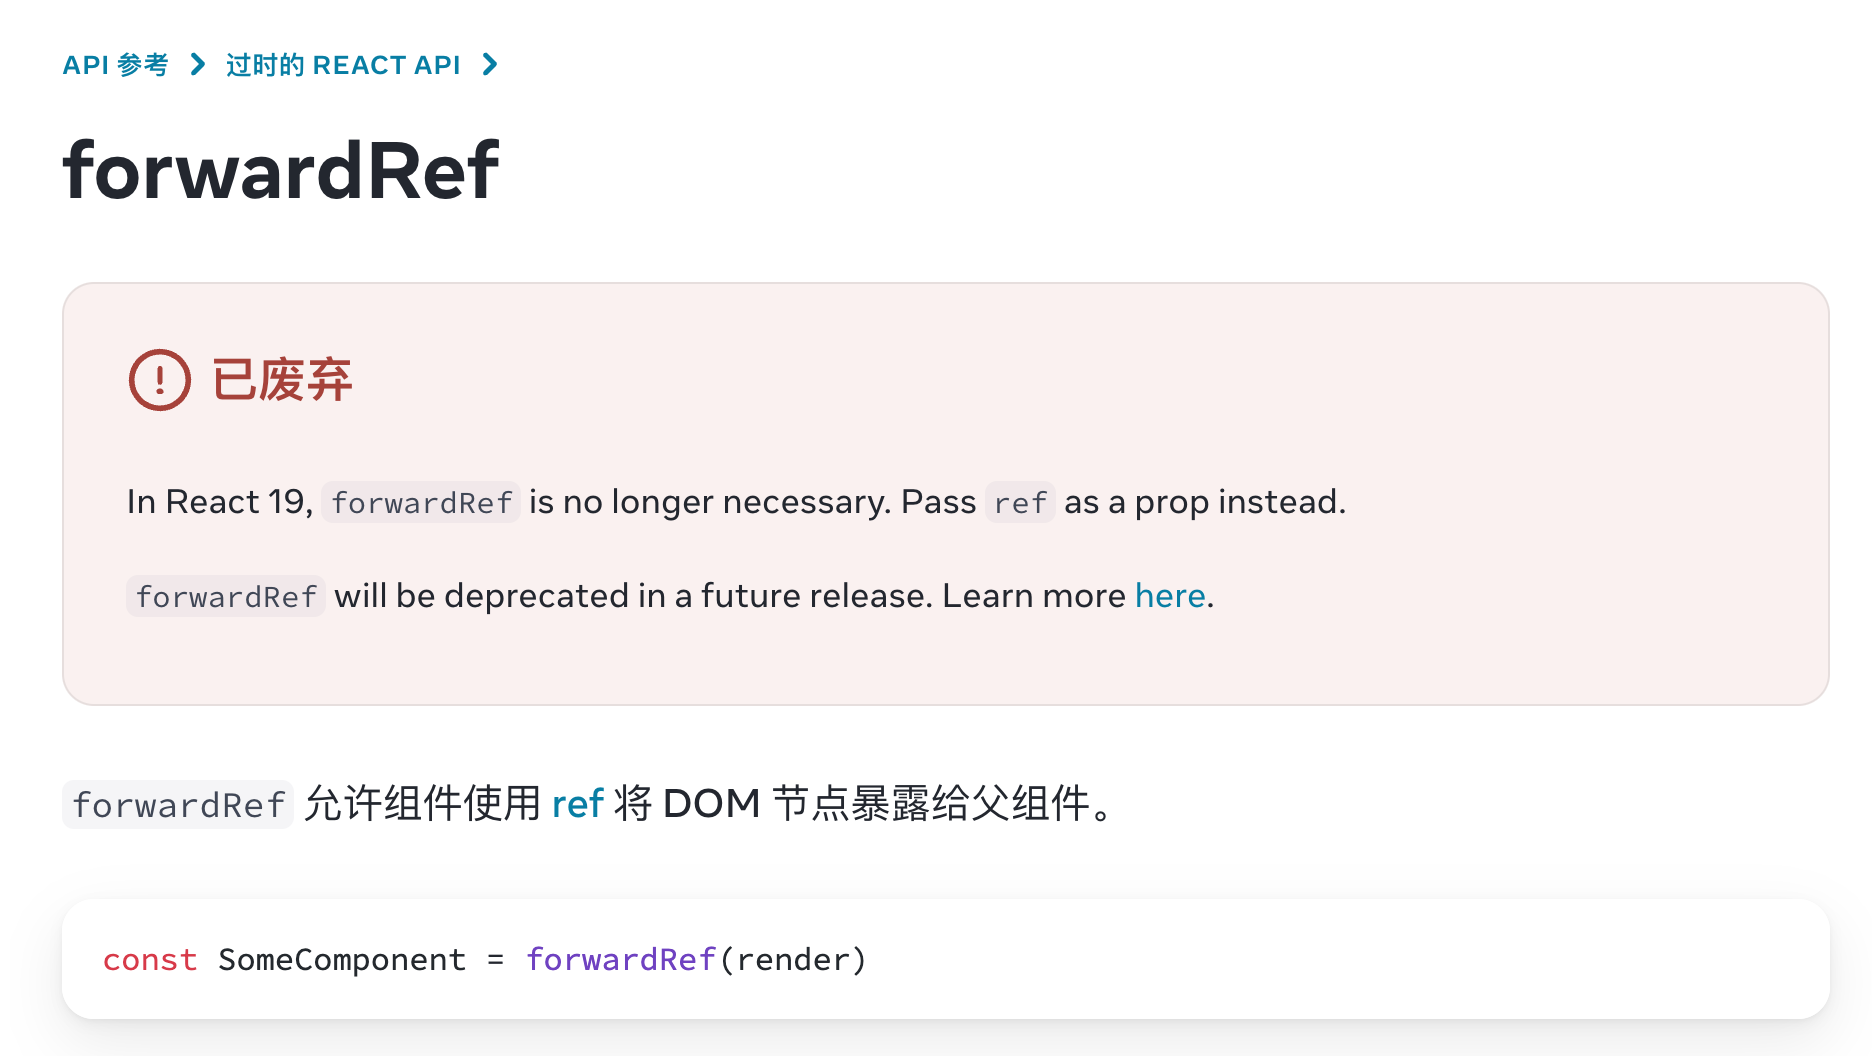 API 参考 过时的 REACT API
forwardRef
已废弃
In React 19, forwardRef is no longer necessary. Pass ref as a prop instead.
forwardRef will be deprecated in a future release. Learn more here.
forwardRef 允许组件使用 ref 将 DOM 节点暴露给父组件。
const SomeComponent = forwardRef(render)